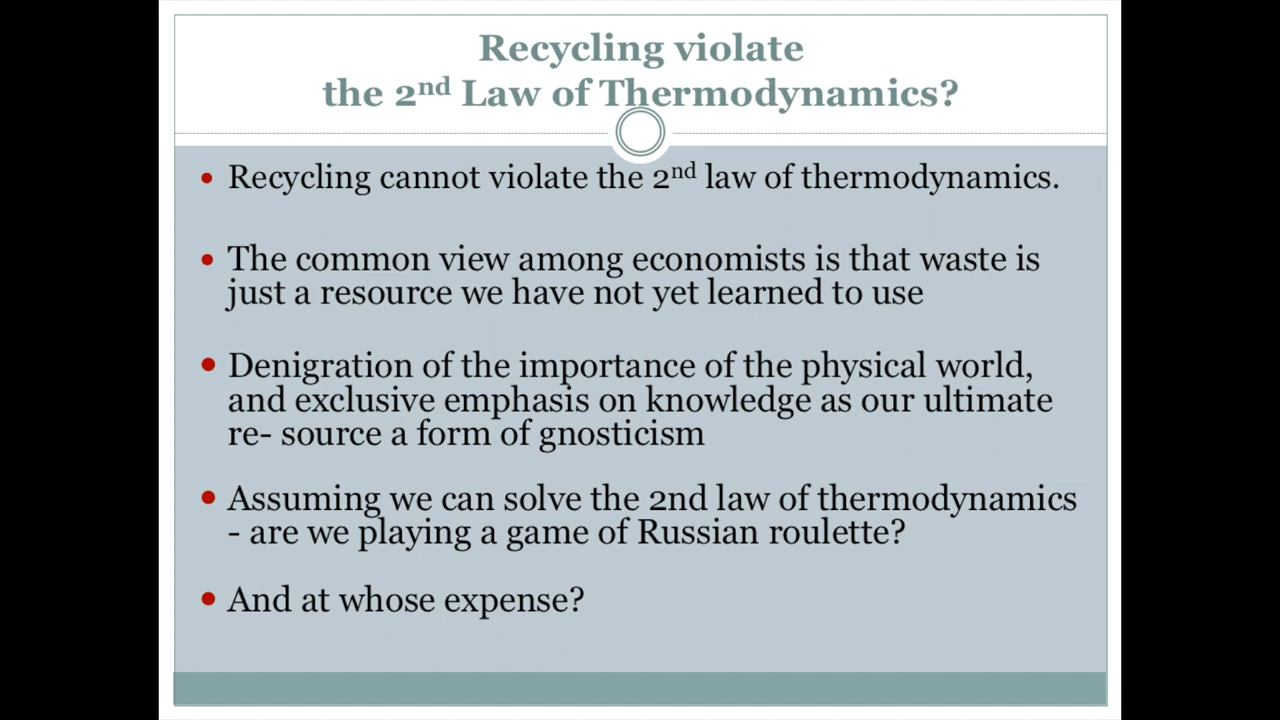 Recycling violate
the 2nd Law of Thermodynamics?
• Recycling cannot violate the 2nd law of thermodynamics.
• The common view among economists is that waste is
just a resource we have not yet learned to use
• Denigration of the importance of the physical world,
and exclusive emphasis on knowledge as our ultimate
re- source a form of gnosticism
• Assuming we can solve the 2nd law of thermodynamics
- are we playing a game of Russian roulette?
• And at whose expense?